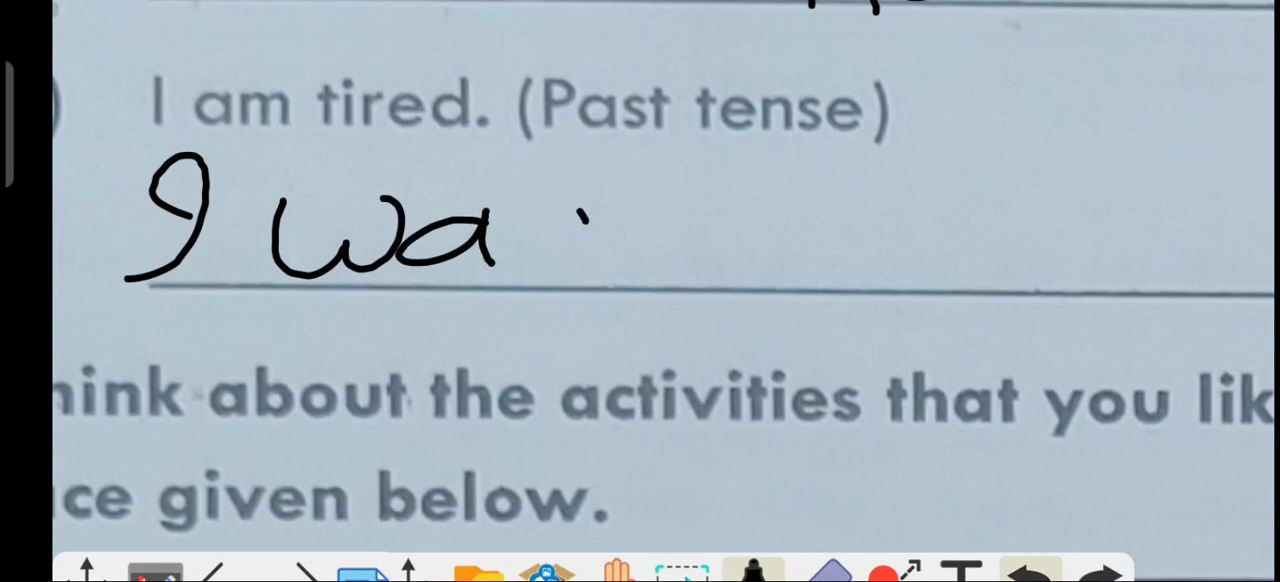 I am tired. (Past tense)
I wa
hink about the activities that you lik
ce given below.